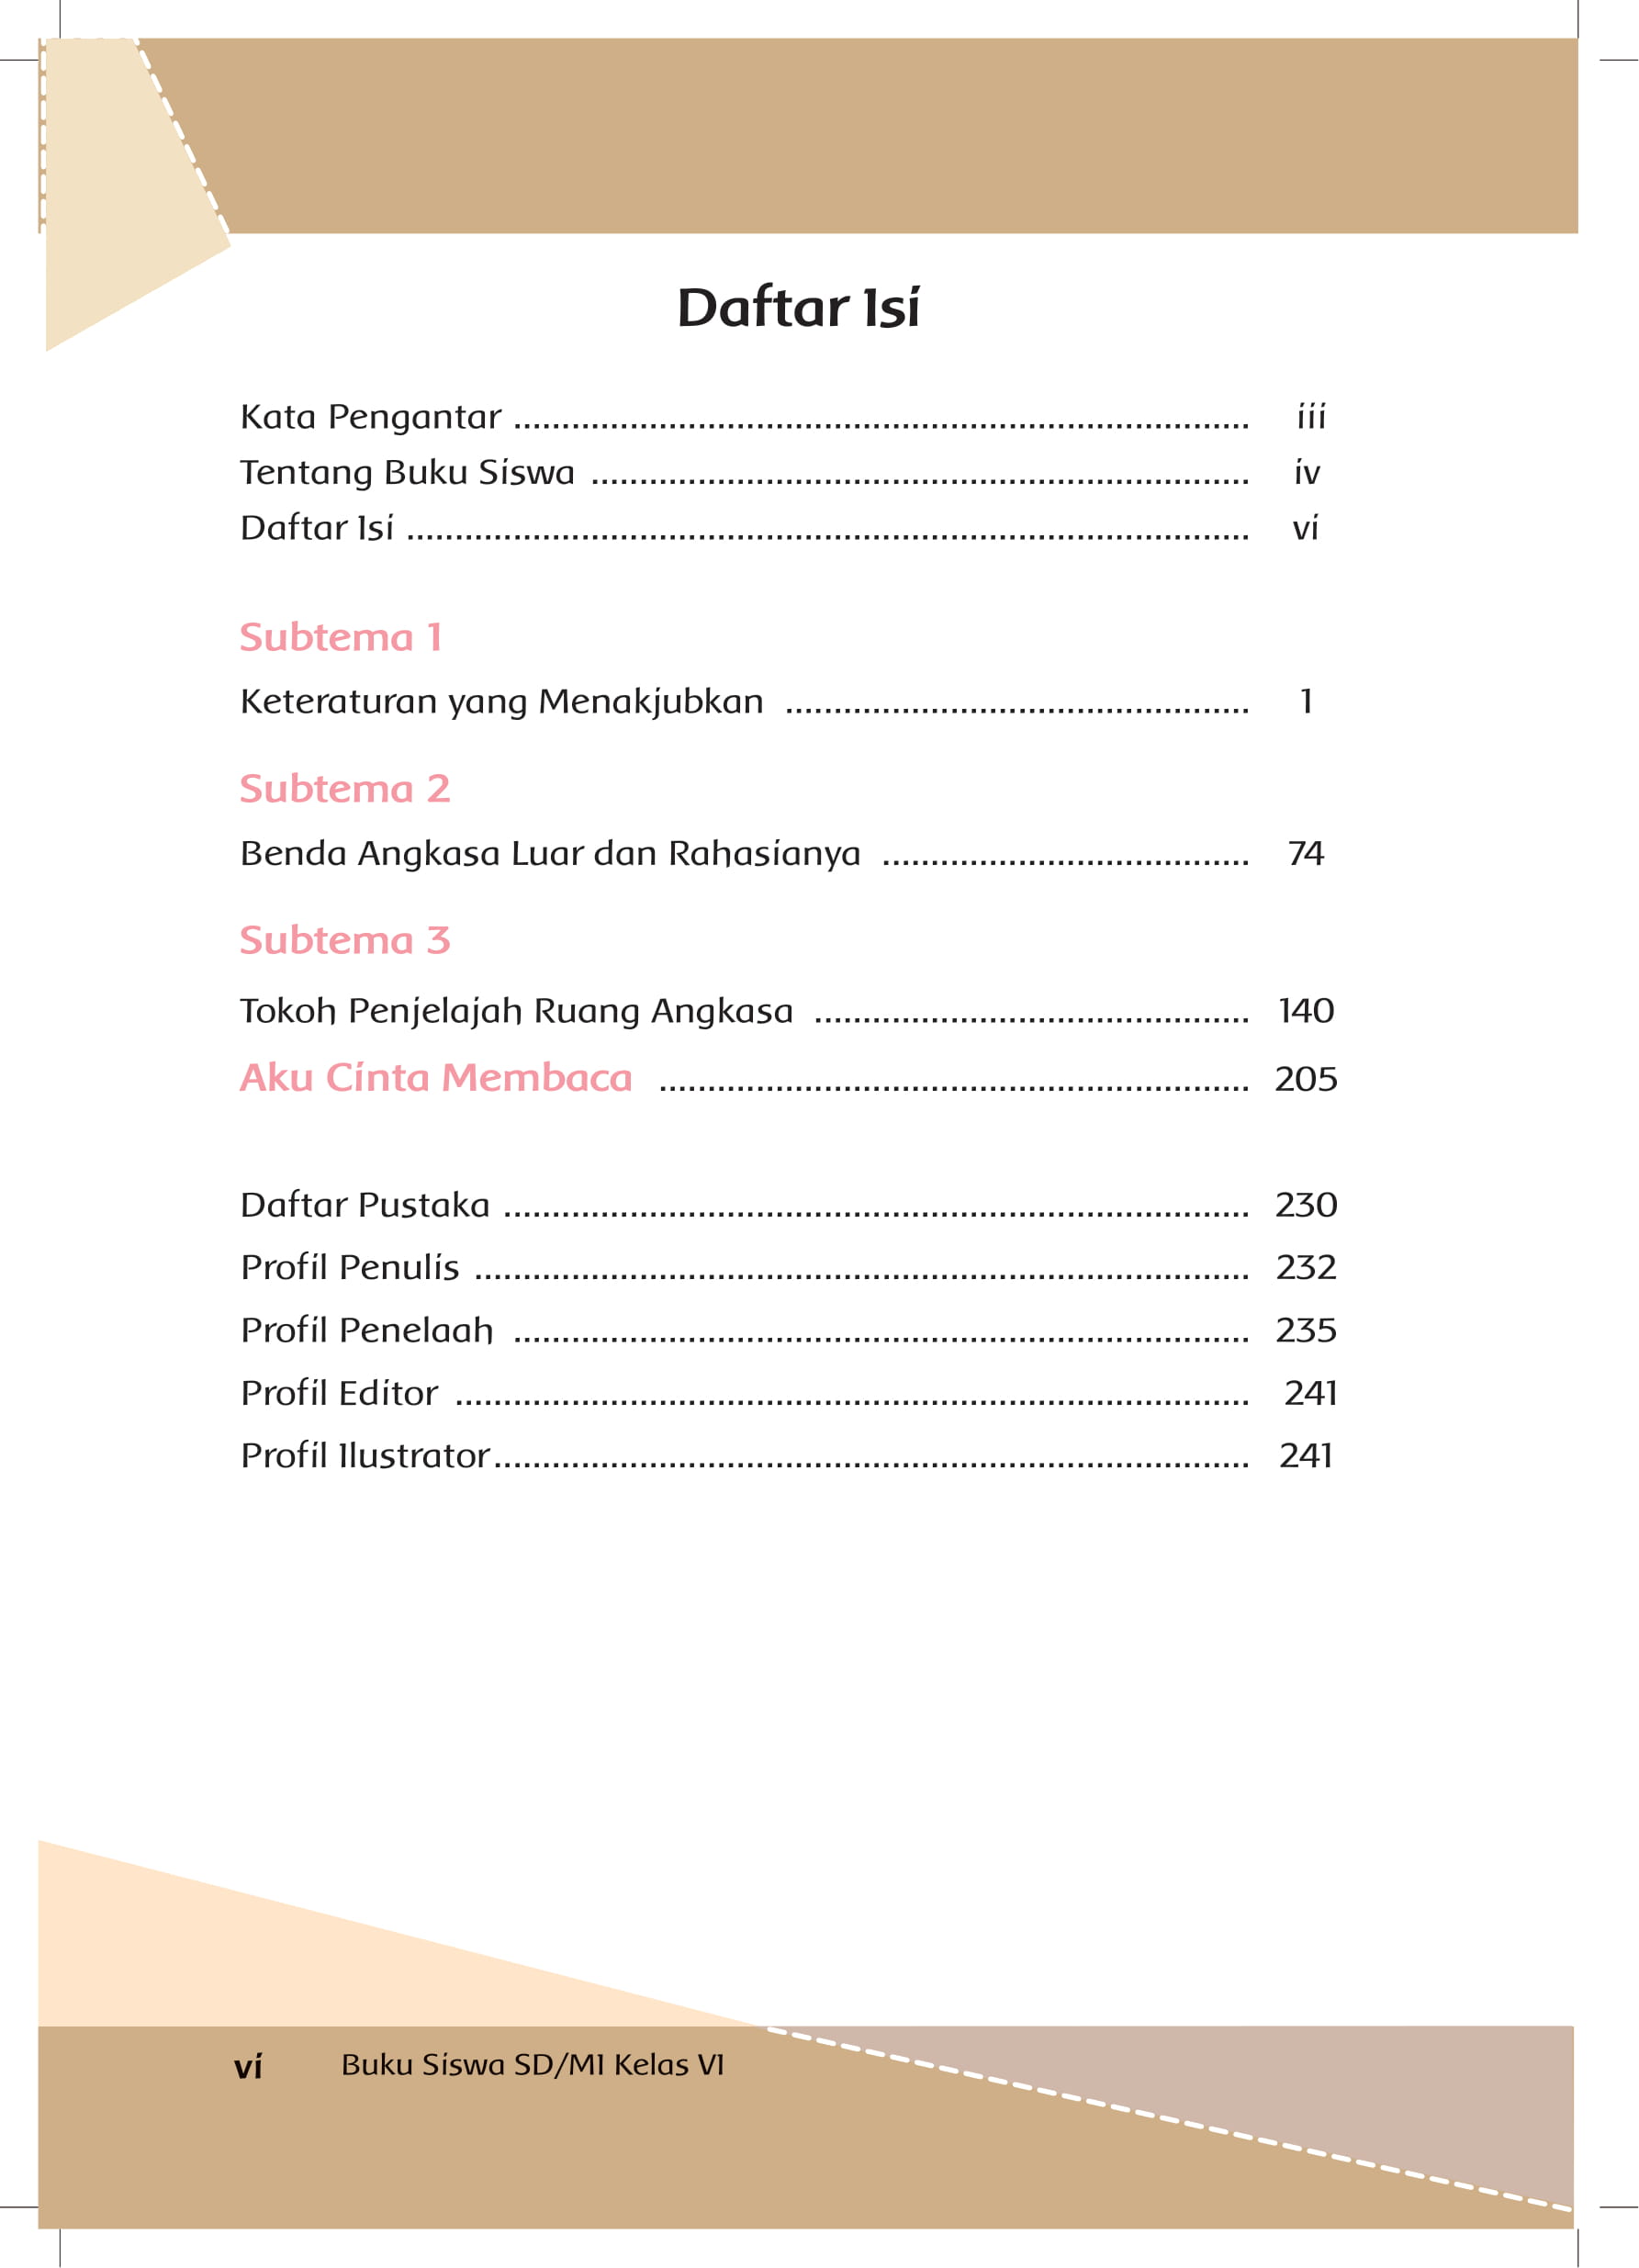 Daftar Isi
Kata Pengantar ............................................................................ iii
Tentang Buku Siswa .................................................................... iv
Daftar Isi ....................................................................................... vi
Subtema 1
Keteraturan yang Menakjubkan ................................................ 1
Subtema 2
Benda Angkasa Luar dan Rahasianya ...................................... 74
Subtema 3
Tokoh Penjelajah Ruang Angkasa ............................................. 140
Aku Cinta Membaca ............................................................. 205
Daftar Pustaka ............................................................................. 230
Profil Penulis ................................................................................ 232
Profil Penelaah ............................................................................ 235
Profil Editor .................................................................................. 241
Profil Ilustrator.............................................................................. 241
vi Buku Siswa SD/MI Kelas VI